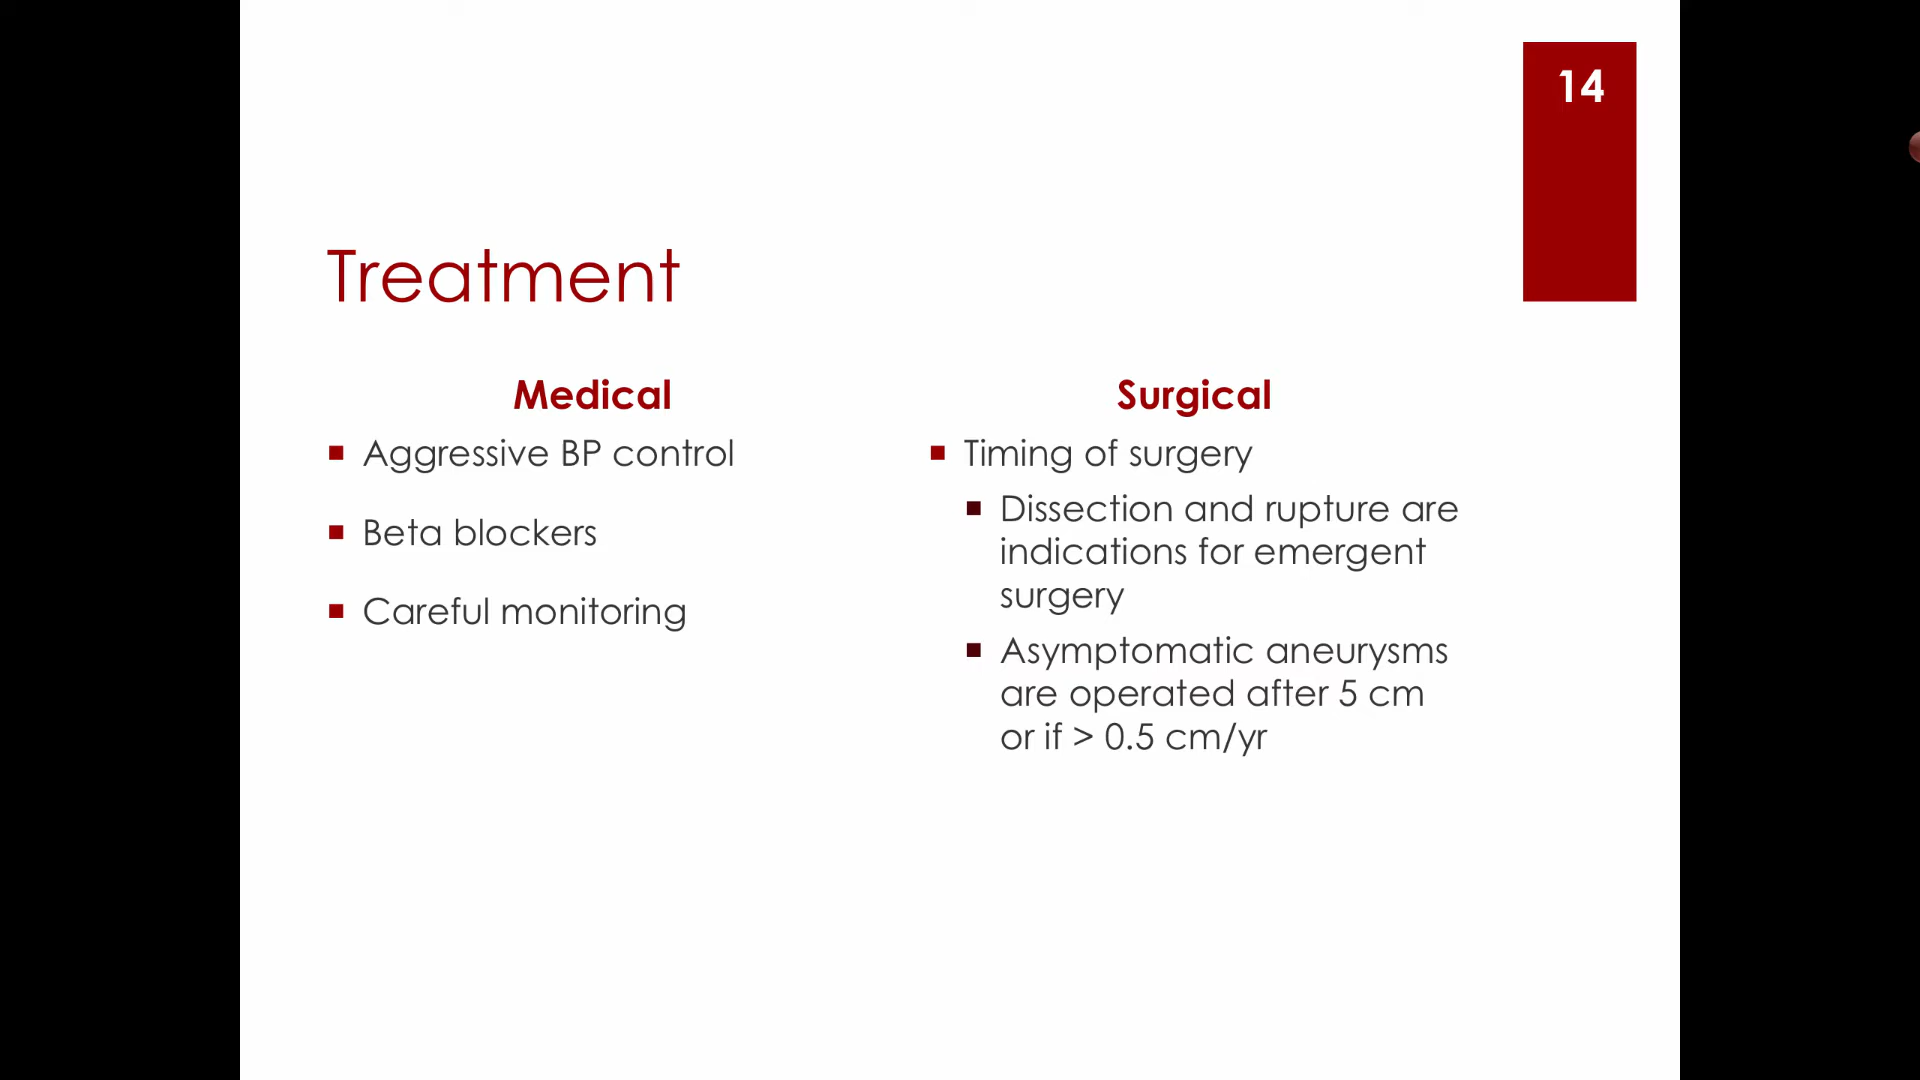 14
Treatment
Medical
Aggressive BP control
Beta blockers
Careful monitoring
Surgical
Timing of surgery
Dissection and rupture are
indications for emergent
surgery
Asymptomatic aneurysms
are operated after 5 cm
or if > 0.5 cm/yr